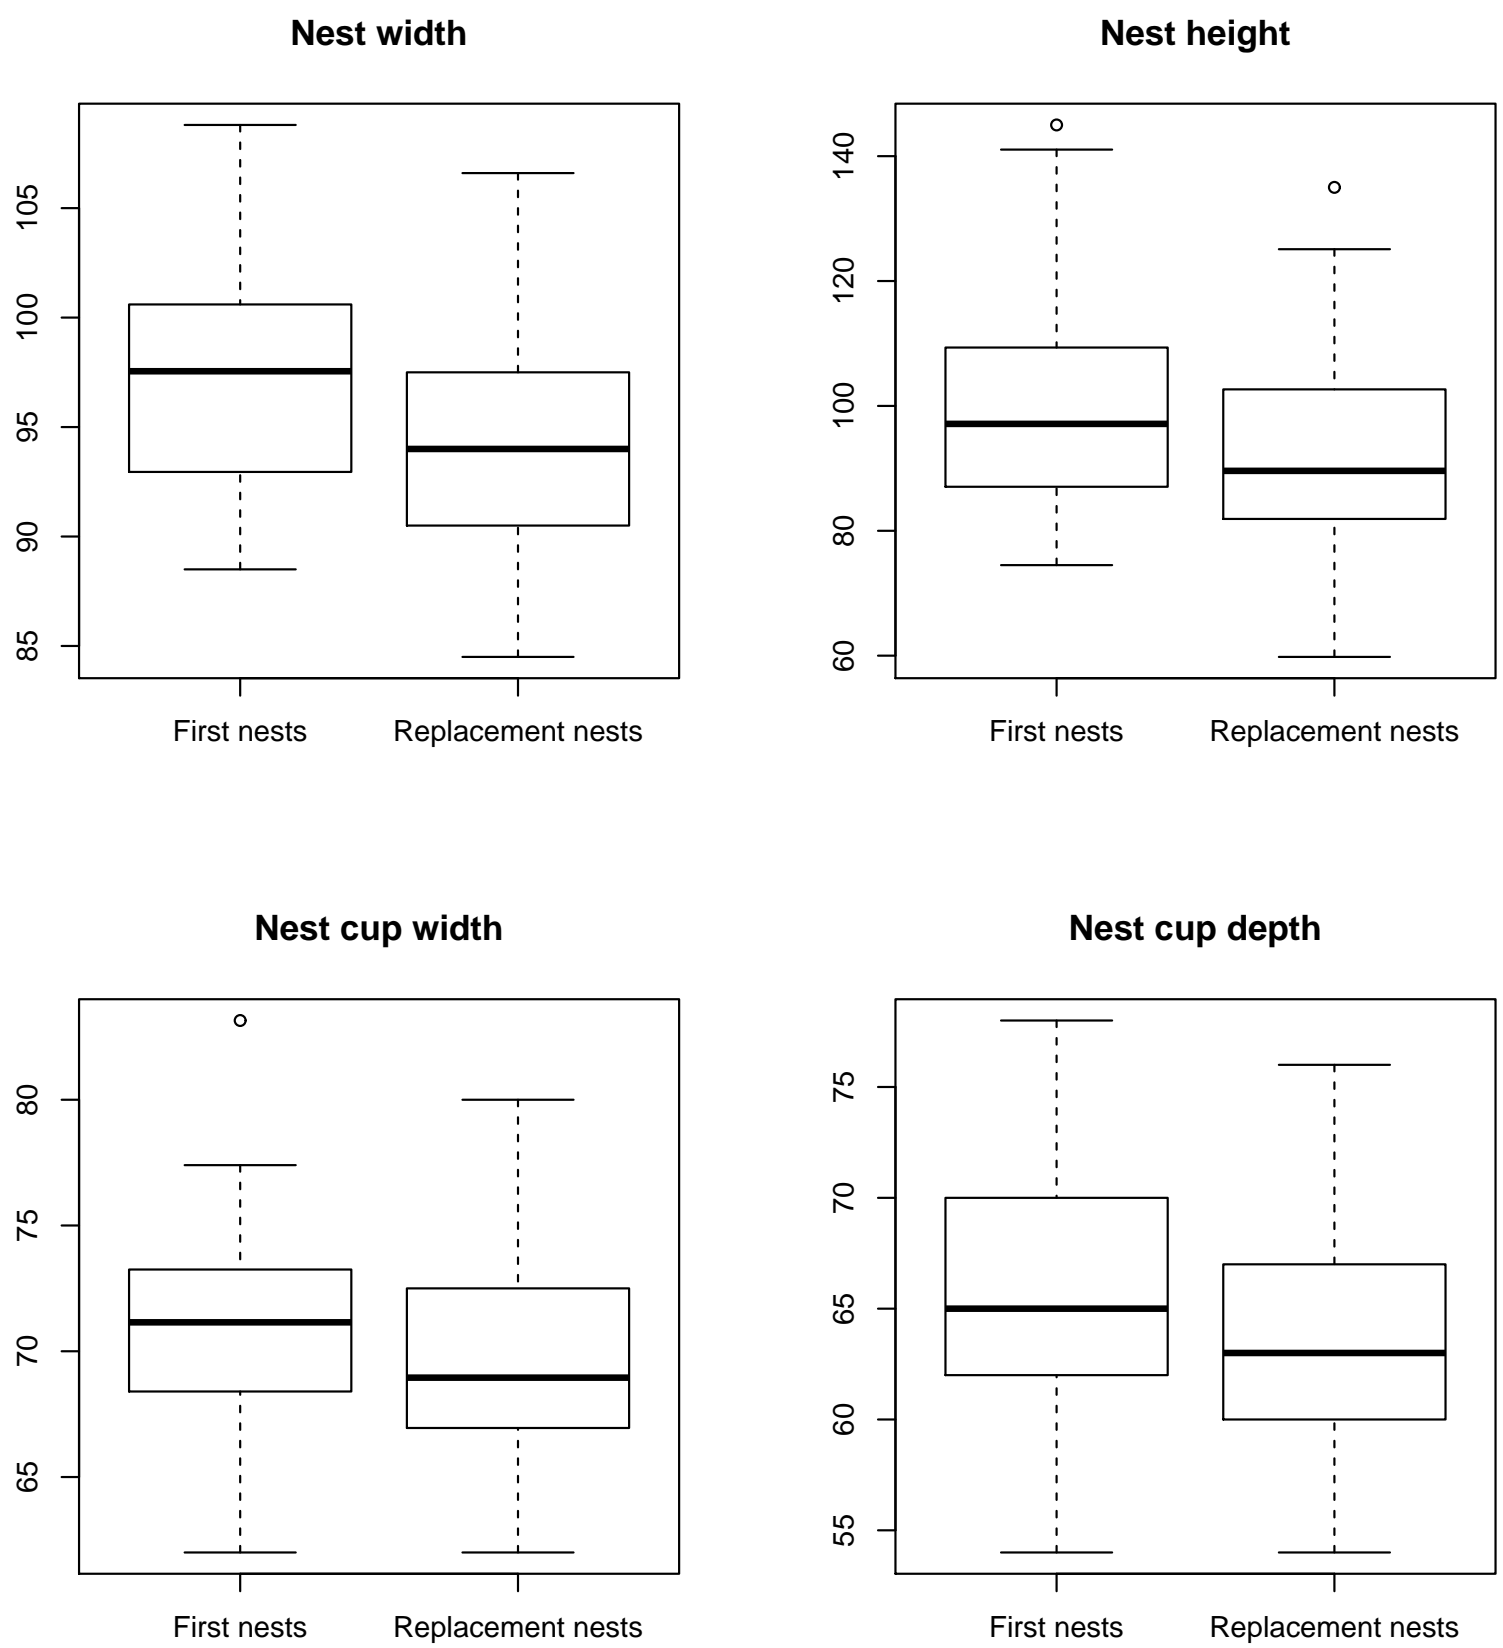 Nest width
105
100
95
90
85
First nests Replacement nests
Nest height
140
120
100
80
60
First nests Replacement nests
Nest cup width
80
75
70
65
First nests Replacement nests
Nest cup depth
75
70
65
60
55
First nests Replacement nests